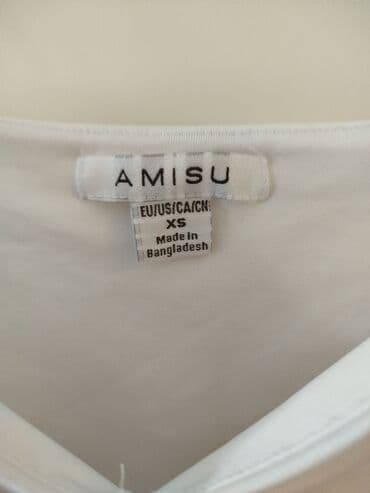 AMISU
EU/US/CA/CN
XS
Made in
Bangladesh